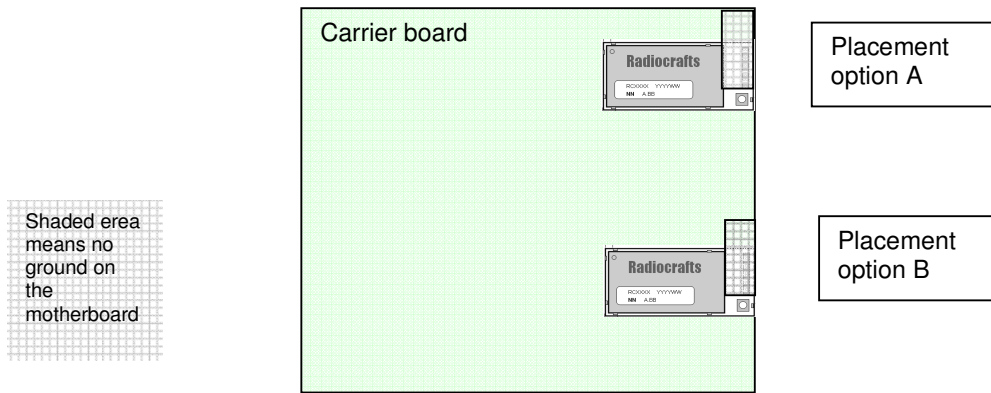 Carrier board
Radiocrafts
RCXXXX YYYYWW
NN A.BB
Placement
option A
Shaded erea
means no
ground on
the
motherboard
Radiocrafts
RCXXXX YYYYWW
NN A.BB
Placement
option B